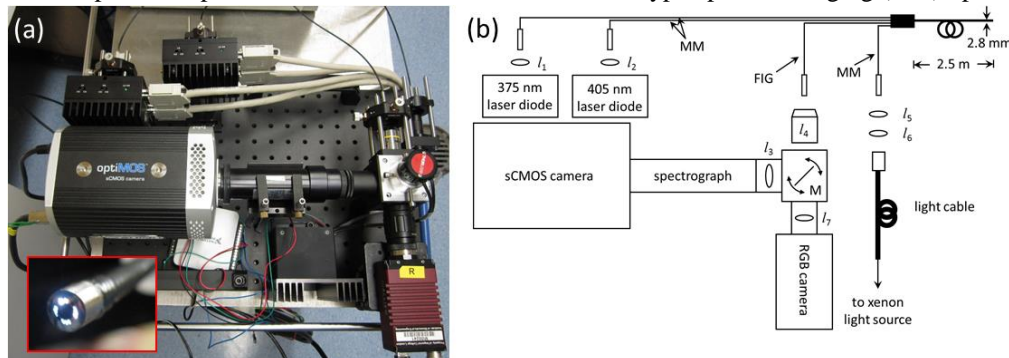 (a)
optiMOS
sCMOS camera
R
(b)
MM
2.8 mm
2.5 m
FIG
MM
l1
l2
375 nm
laser diode
405 nm
laser diode
l4
l5
l6
sCMOS camera
spectrograph
l3
M
l7
light cable
RGB camera
to xenon
light source